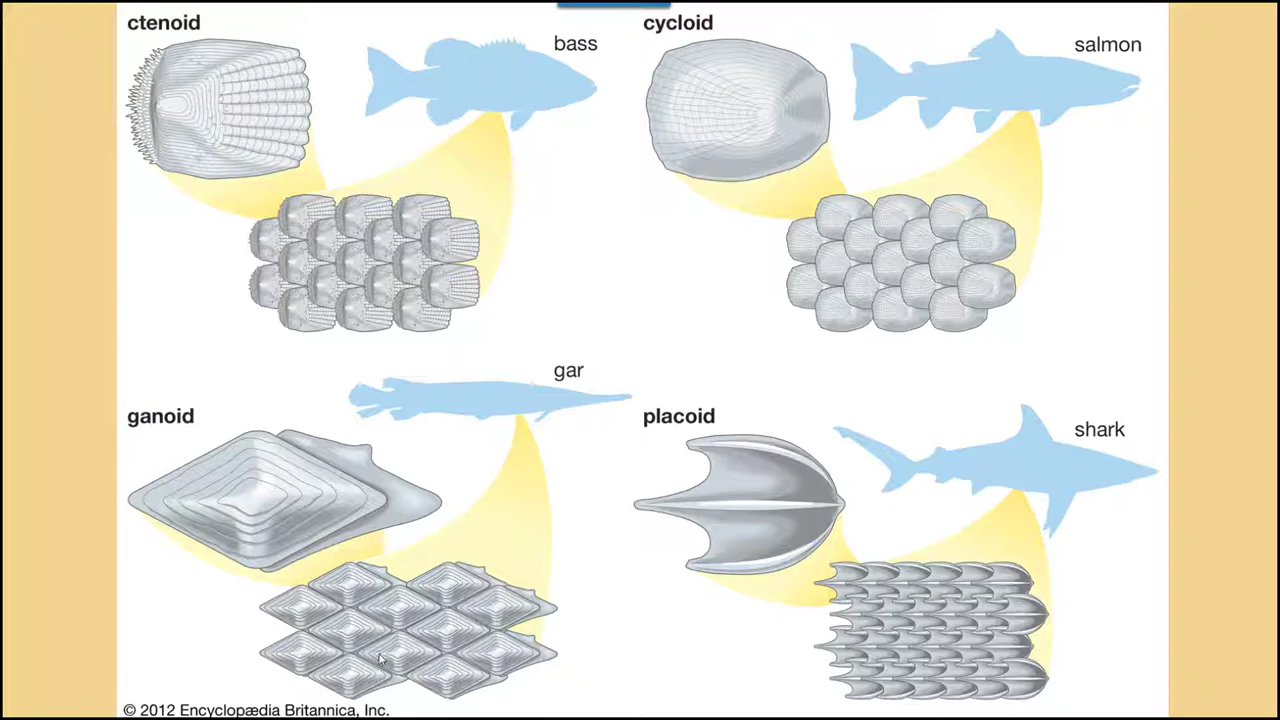 ctenoid
bass
cycloid
salmon
ganoid
gar
placoid
shark
© 2012 Encyclopædia Britannica, Inc.